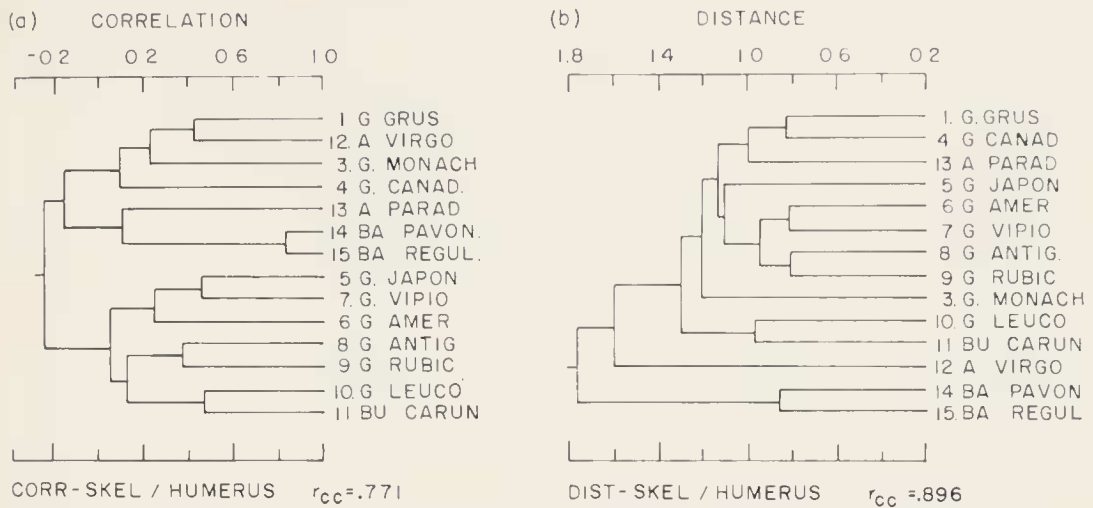 (a) CORRELATION
-0.2 0.2 0.6 1.0
1 G GRUS
12. A VIRGO
3. G. MONACH
4 G. CANAD.
13 A PARAD
14 BA PAVON.
15 BA REGUL.
5 G. JAPON
7. G. VIPIO
6 G AMER
8 G ANTIG
9 G RUBIC
10. G LEUCO
11 BU CARUN
CORR-SKEL / HUMERUS rcc=.771
(b) DISTANCE
1.8 1.4 1.0 0.6 0.2
1. G. GRUS
4 G CANAD
13 A PARAD
5 G JAPON
6 G AMER
7 G VIPIO
8 G ANTIG.
9 G RUBIC
3. G. MONACH
10. G LEUCO
11 BU CARUN
12 A VIRGO
14 BA PAVON
15. BA REGUL
DIST-SKEL / HUMERUS rcc=.896